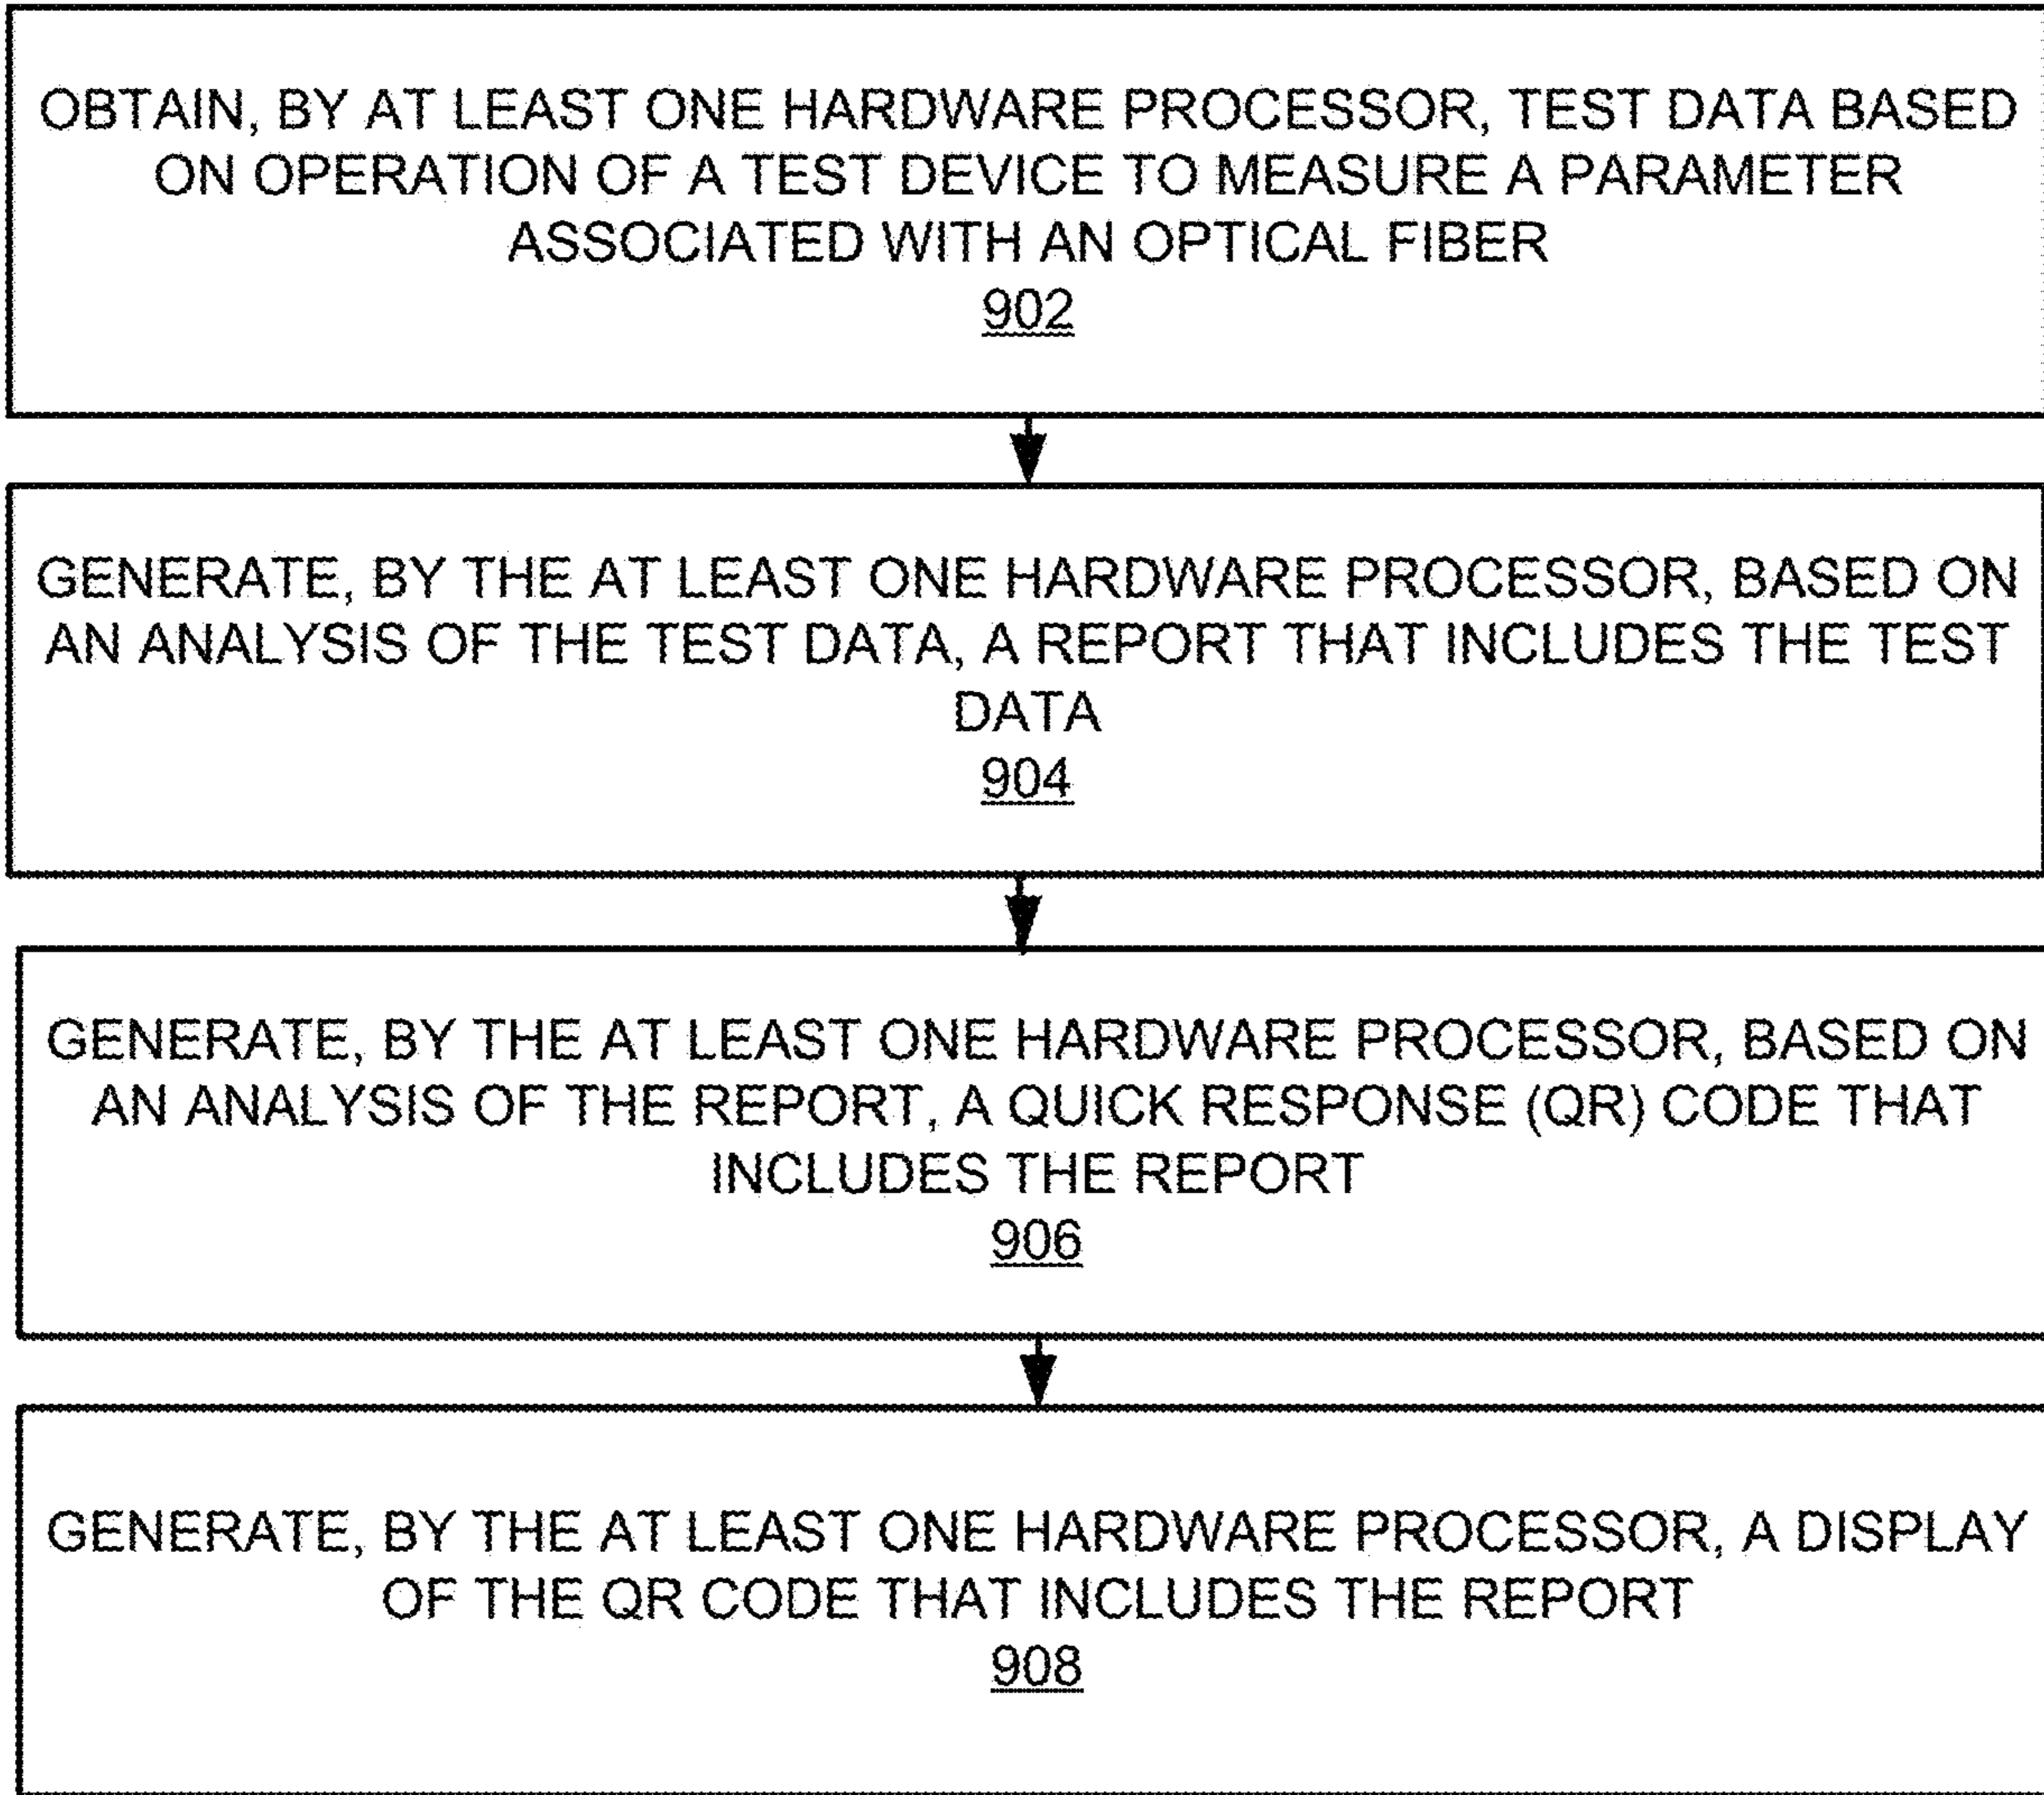 OBTAIN, BY AT LEAST ONE HARDWARE PROCESSOR, TEST DATA BASED
ON OPERATION OF A TEST DEVICE TO MEASURE A PARAMETER
ASSOCIATED WITH AN OPTICAL FIBER
902
GENERATE, BY THE AT LEAST ONE HARDWARE PROCESSOR, BASED ON
AN ANALYSIS OF THE TEST DATA, A REPORT THAT INCLUDES THE TEST
DATA
904
GENERATE, BY THE AT LEAST ONE HARDWARE PROCESSOR, BASED ON
AN ANALYSIS OF THE REPORT, A QUICK RESPONSE (QR) CODE THAT
INCLUDES THE REPORT
906
GENERATE, BY THE AT LEAST ONE HARDWARE PROCESSOR, A DISPLAY
OF THE QR CODE THAT INCLUDES THE REPORT
908